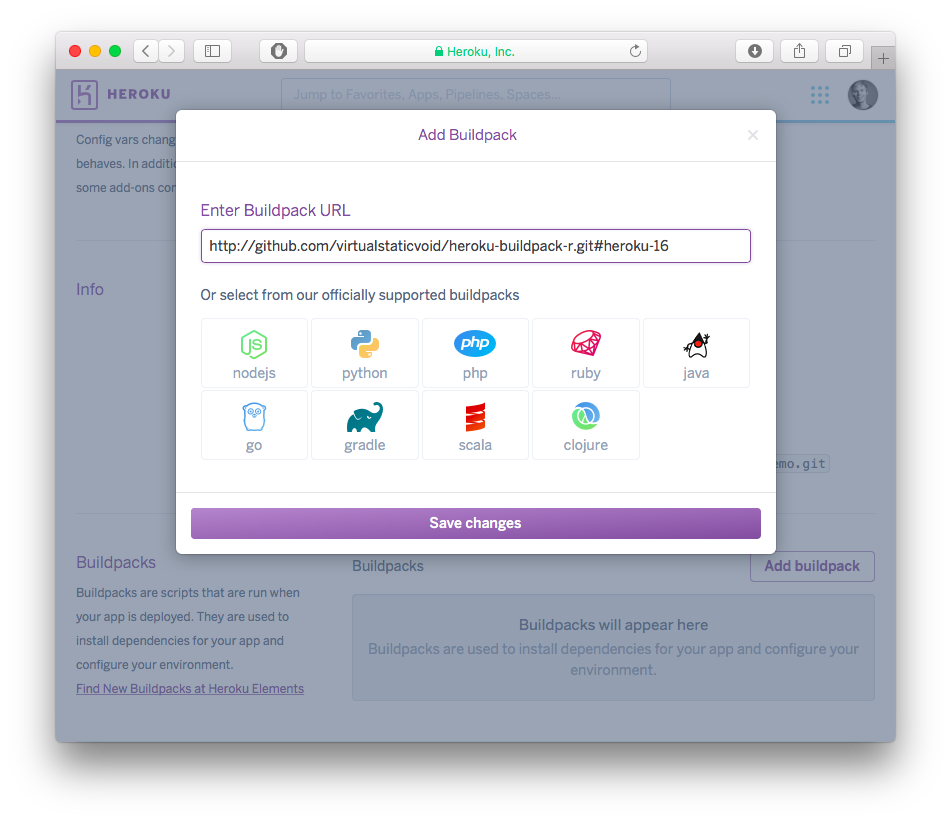 Heroku, Inc.
HEROKU
Jump to Favorites, Apps, Pipelines, Spaces...
Config vars chang
behaves. In additi
some add-ons con
Add Buildpack
Enter Buildpack URL
http://github.com/virtualstaticvoid/heroku-buildpack-r.git#heroku-16
Or select from our officially supported buildpacks
JS
php
nodejs
python
php
ruby
java
go
gradle
scala
clojure
Save changes
Info
emo.git
Buildpacks
Buildpacks are scripts that are run when
your app is deployed. They are used to
install dependencies for your app and
configure your environment.
Find New Buildpacks at Heroku Elements
Buildpacks
Add buildpack
Buildpacks will appear here
Buildpacks are used to install dependencies for your app and configure your
environment.